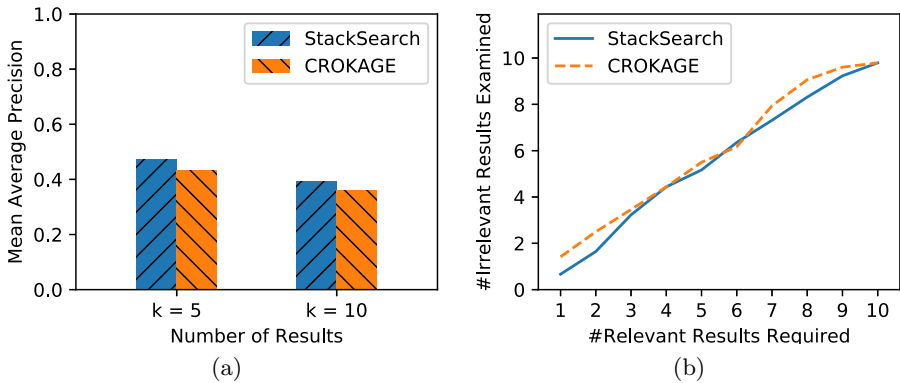 1.0
0.8
0.6
0.4
0.2
0.0
Mean Average Precision
StackSearch
CROKAGE
k = 5
k = 10
Number of Results
(a)
10
8
6
4
2
0
#Irrelevant Results Examined
StackSearch
CROKAGE
1 2 3 4 5 6 7 8 9 10
#Relevant Results Required
(b)